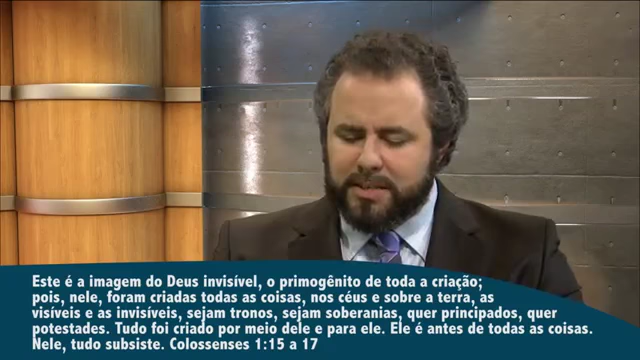 Este é a imagem do Deus invisível, o primogênito de toda a criação;
pois, nele, foram criadas todas as coisas, nos céus e sobre a terra, as
visíveis e as invisíveis, sejam tronos, sejam soberanias, quer principados, quer
potestades. Tudo foi criado por meio dele e para ele. Ele é antes de todas as coisas.
Nele, tudo subsiste. Colossenses 1:15 a 17